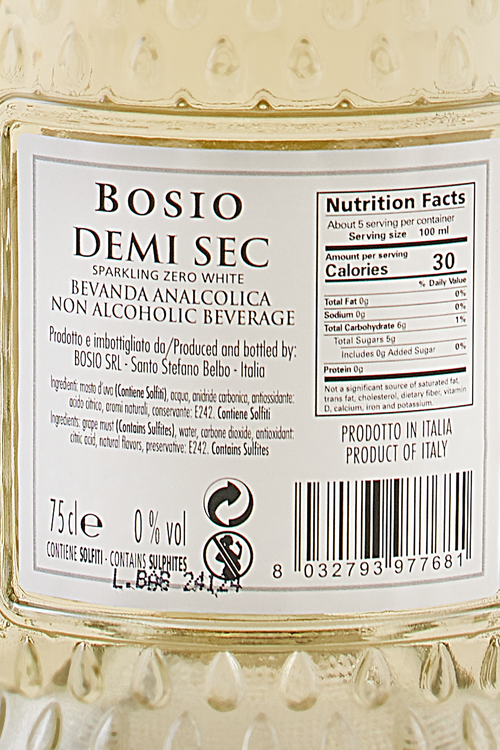 BOSIO
DEMI SEC
SPARKLING ZERO WHITE
BEVANDA ANALCOLICA
NON ALCOHOLIC BEVERAGE
Prodotto e imbottigliato da/Produced and bottled by:
BOSIO SRL - Santo Stefano Belbo - Italia
Ingredienti: mosto d'uva (Contiene Solfiti), acqua, anidride carbonica, antiossidante:
acido citrico, aromi naturali, conservante: E242. Contiene Solfiti
Ingredients: grape must (Contains Sulfites), water, carbone dioxide, antioxidant:
citric acid, natural flavors, preservative: E242. Contains Sulfites
75cle 0 % vol
CONTIENE SOLFITI - CONTAINS SULPHITES
L.B08 24124
Nutrition Facts
About 5 serving per container
Serving size 100 ml
Amount per serving
Calories 30
% Daily Value
Total Fat 0g 0%
Sodium 0g 0%
Total Carbohydrate 6g 1%
Total Sugars 5g
Includes 0g Added Sugar 0%
Protein 0g
Not a significant source of saturated fat,
trans fat, cholesterol, dietary fiber, vitamin
D, calcium, iron and potassium.
PRODOTTO IN ITALIA
PRODUCT OF ITALY
8 032793 977681